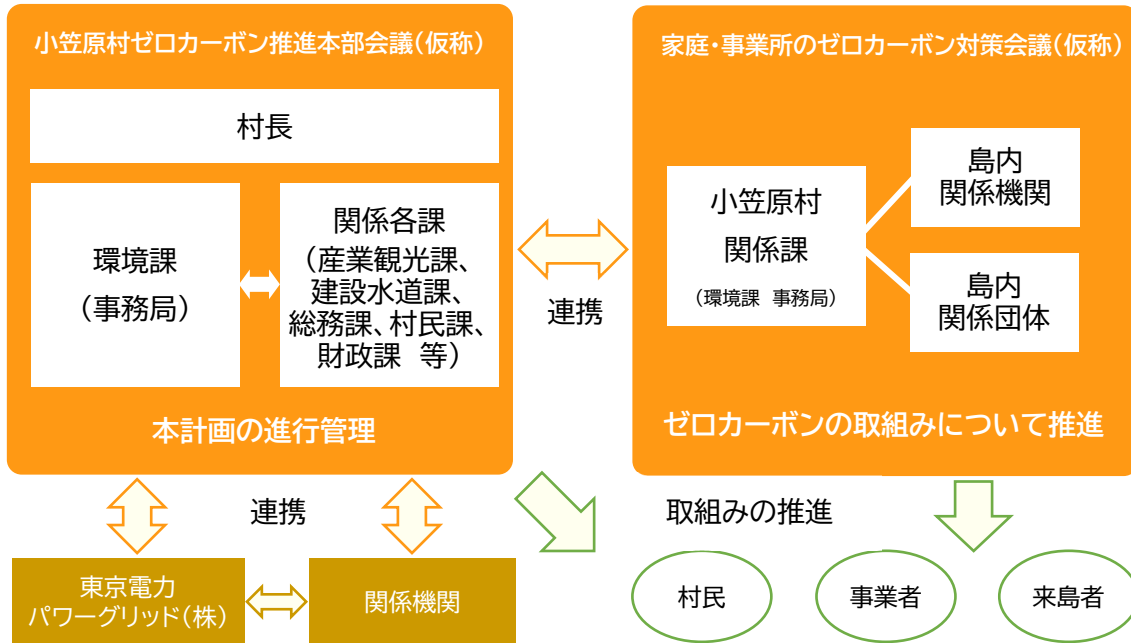 小笠原村ゼロカーボン推進本部会議(仮称)
村長
環境課
(事務局)
関係各課
(産業観光課、
建設水道課、
総務課、村民課、
財政課 等)
本計画の進行管理
連携
家庭・事業所のゼロカーボン対策会議(仮称)
小笠原村
関係課
(環境課 事務局)
島内
関係機関
島内
関係団体
ゼロカーボンの取組みについて推進
連携
東京電力
パワーグリッド(株)
関係機関
取組みの推進
村民
事業者
来島者